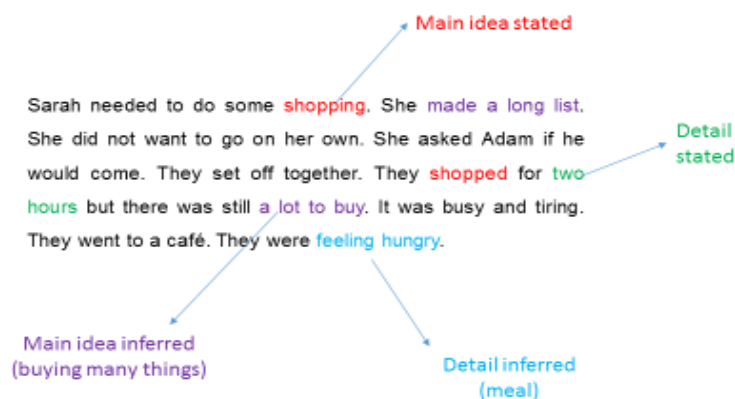 Main idea stated
Sarah needed to do some shopping. She made a long list.
She did not want to go on her own. She asked Adam if he
would come. They set off together. They shopped for two
hours but there was still a lot to buy. It was busy and tiring.
They went to a café. They were feeling hungry.
Detail
stated
Main idea inferred
(buying many things)
Detail inferred
(meal)